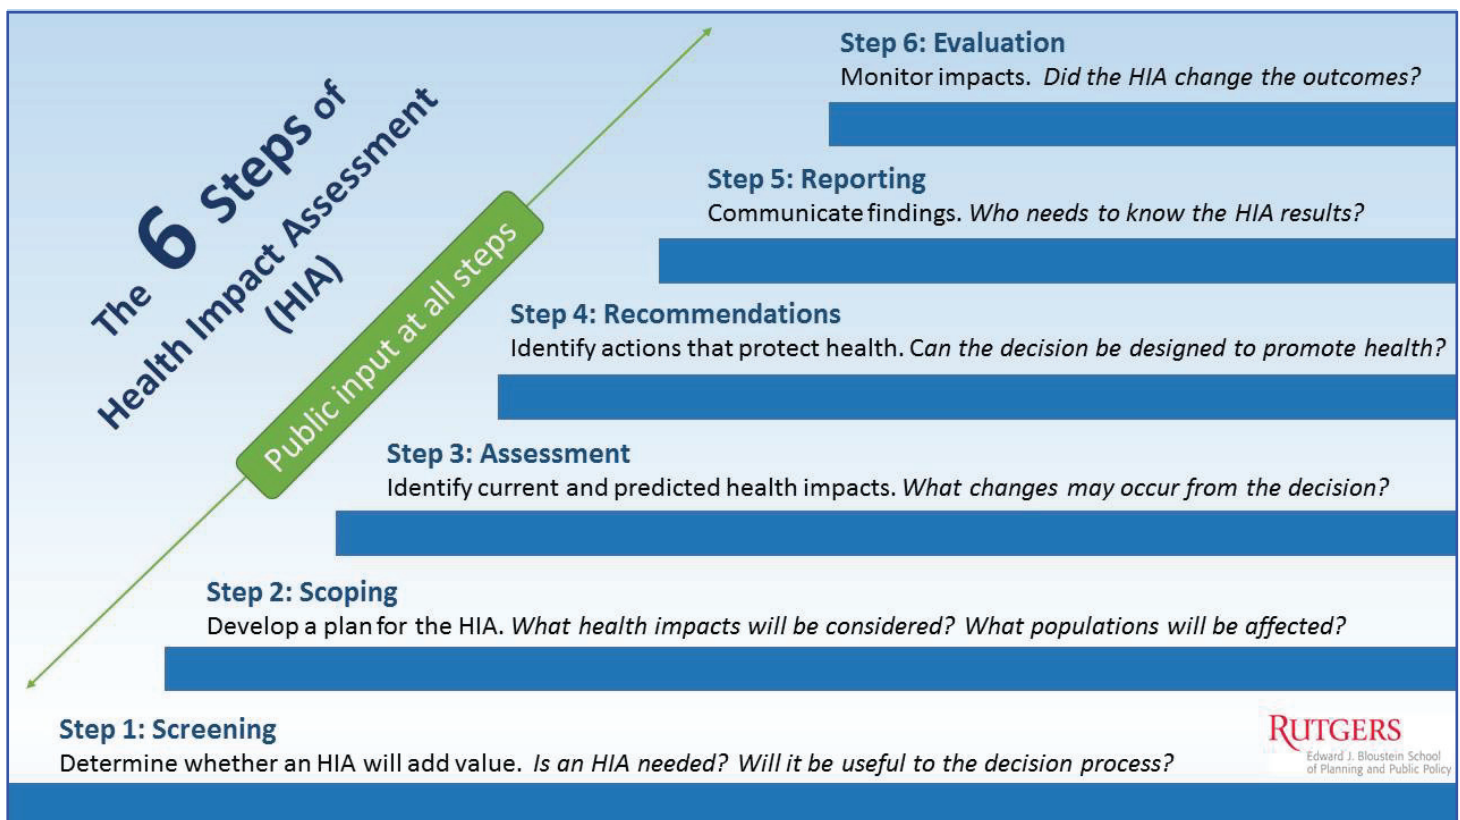 The 6 Steps of
Health Impact Assessment
(HIA)
Public input at all steps
Step 6: Evaluation
Monitor impacts. Did the HIA change the outcomes?
Step 5: Reporting
Communicate findings. Who needs to know the HIA results?
Step 4: Recommendations
Identify actions that protect health. Can the decision be designed to promote health?
Step 3: Assessment
Identify current and predicted health impacts. What changes may occur from the decision?
Step 2: Scoping
Develop a plan for the HIA. What health impacts will be considered? What populations will be affected?
Step 1: Screening
Determine whether an HIA will add value. Is an HIA needed? Will it be useful to the decision process?
RUTGERS
Edward J. Bloustein School
of Planning and Public Policy